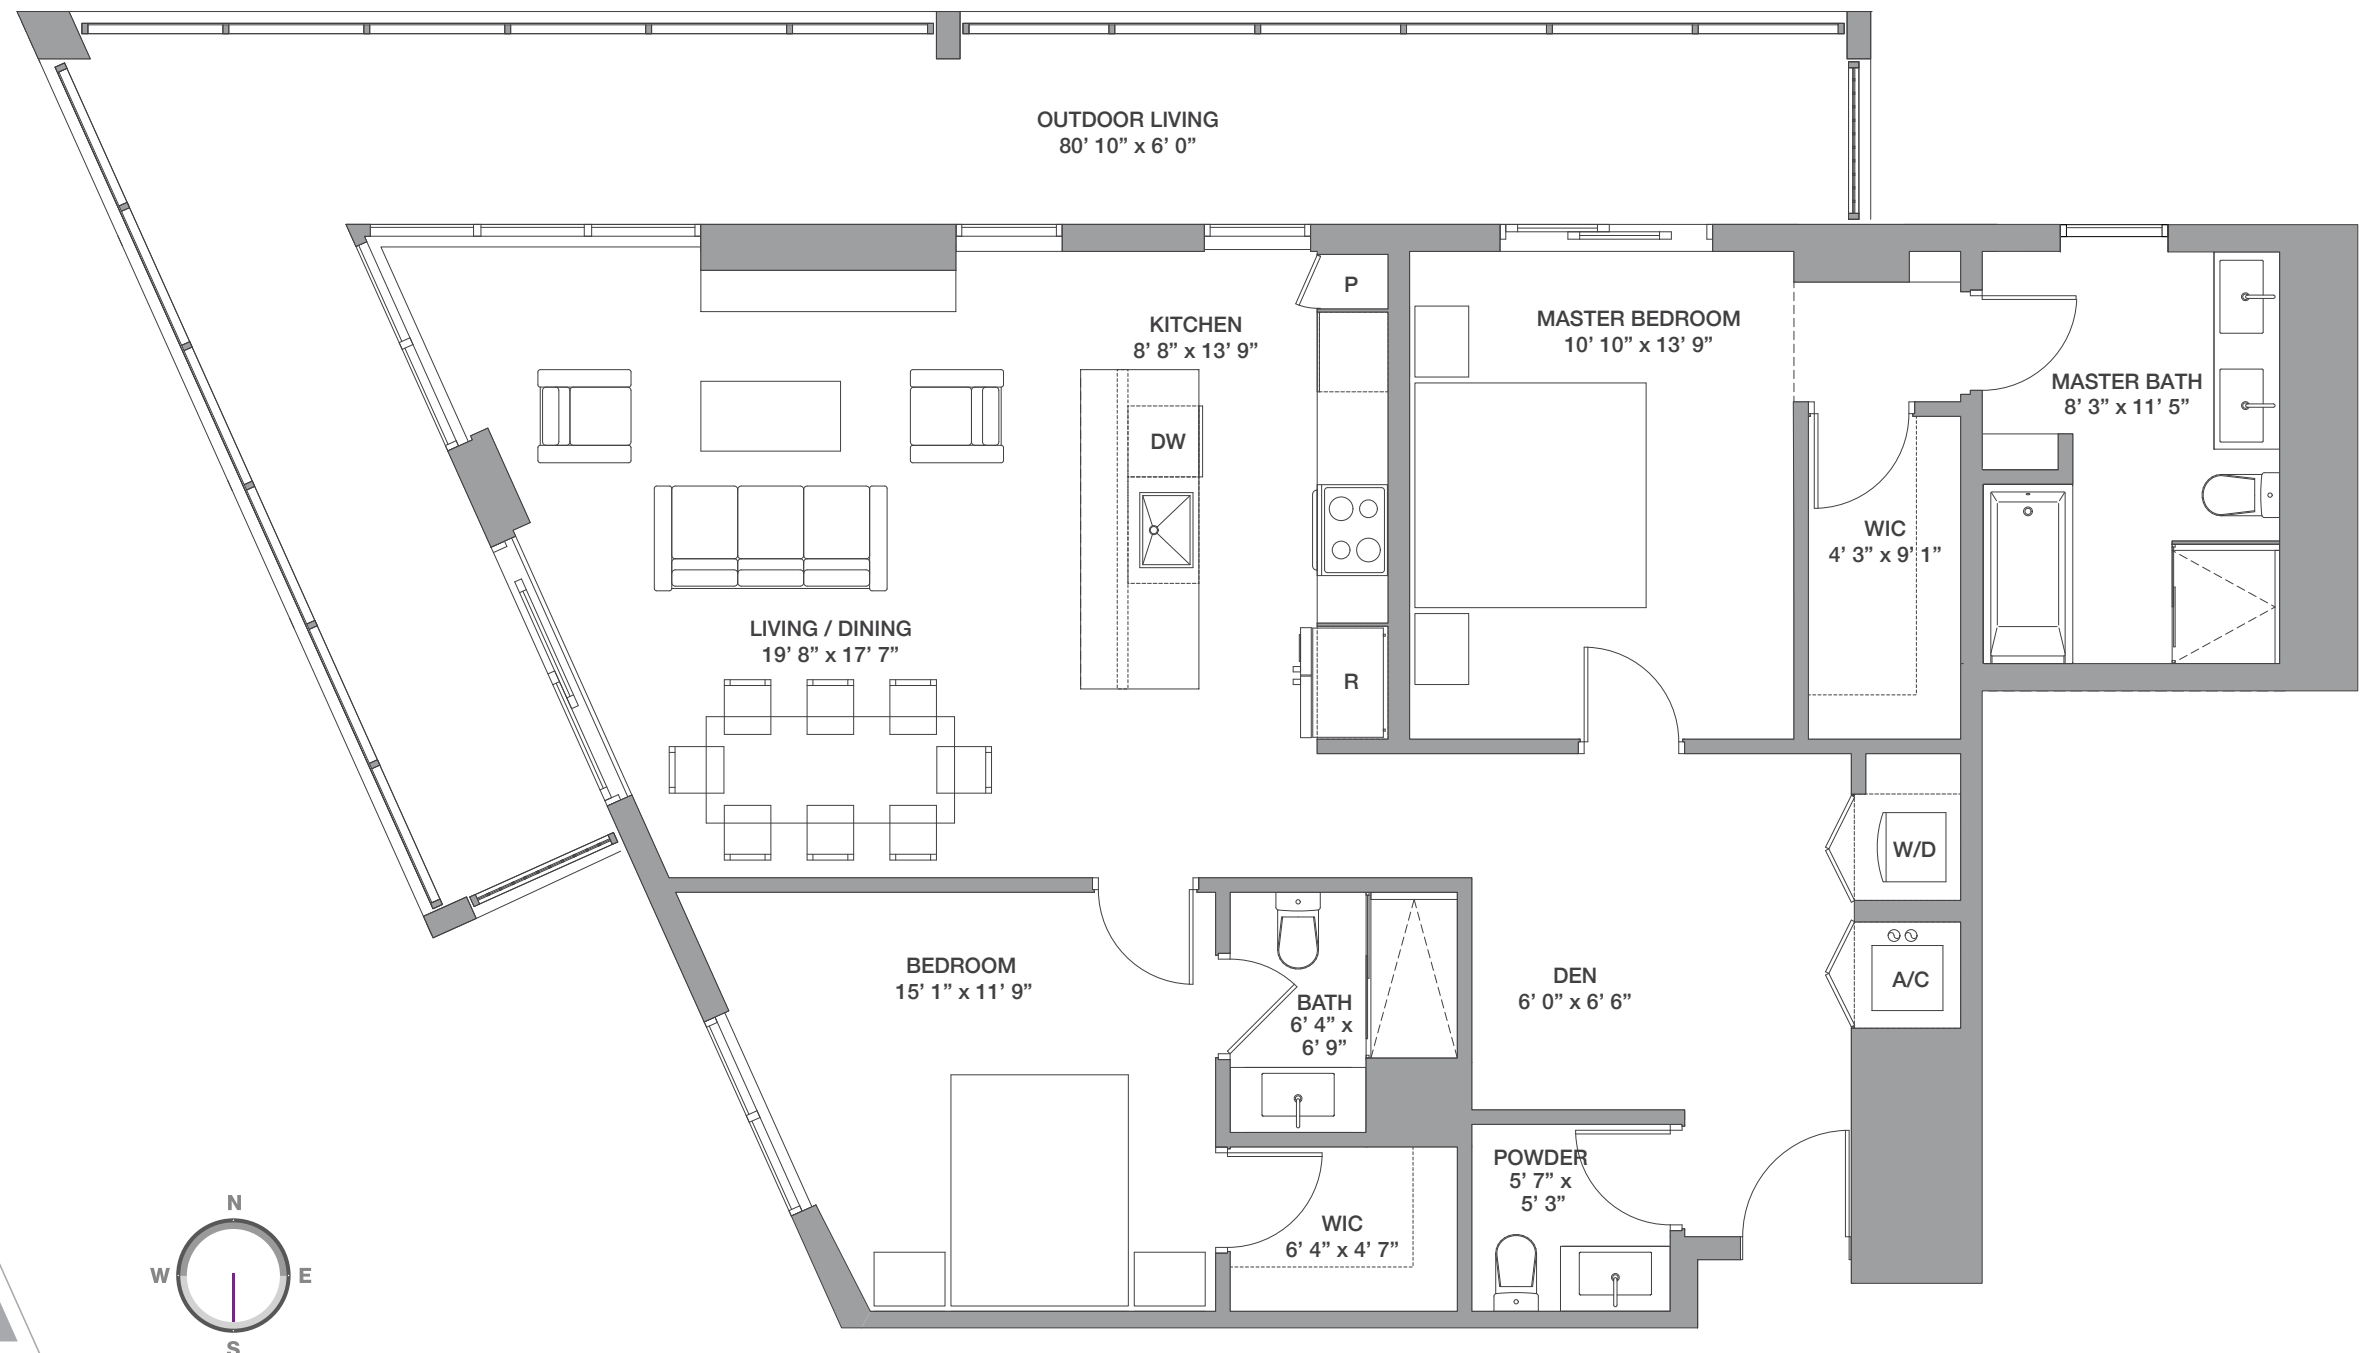 OUTDOOR LIVING
80’ 10” x 6’ 0”
P
KITCHEN
8’ 8” x 13’ 9”
MASTER BEDROOM
10’ 10” x 13’ 9”
MASTER BATH
8’ 3” x 11’ 5”
DW
WIC
4’ 3” x 9’ 1”
LIVING / DINING
19’ 8” x 17’ 7”
R
W/D
BEDROOM
15’ 1” x 11’ 9”
BATH
6’ 4” x
6’ 9”
DEN
6’ 0” x 6’ 6”
A/C
POWDER
5’ 7” x
5’ 3”
WIC
6’ 4” x 4’ 7”
N
W
E
S